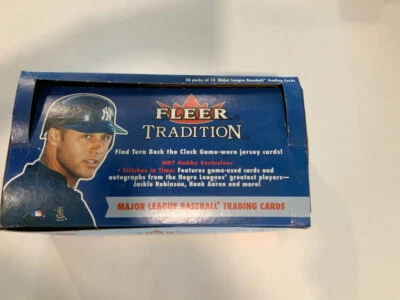 36 packs of 10 Major League Baseball Trading Cards
FLEER
TRADITION
Find Turn Back the Clock Game-worn jersey cards!
HOT Hobby Exclusives:
• Stitches in Time: Features game-used cards and
autographs from the Negro Leagues' greatest players—
Jackie Robinson, Hank Aaron and more!
MAJOR LEAGUE BASEBALL TRADING CARDS